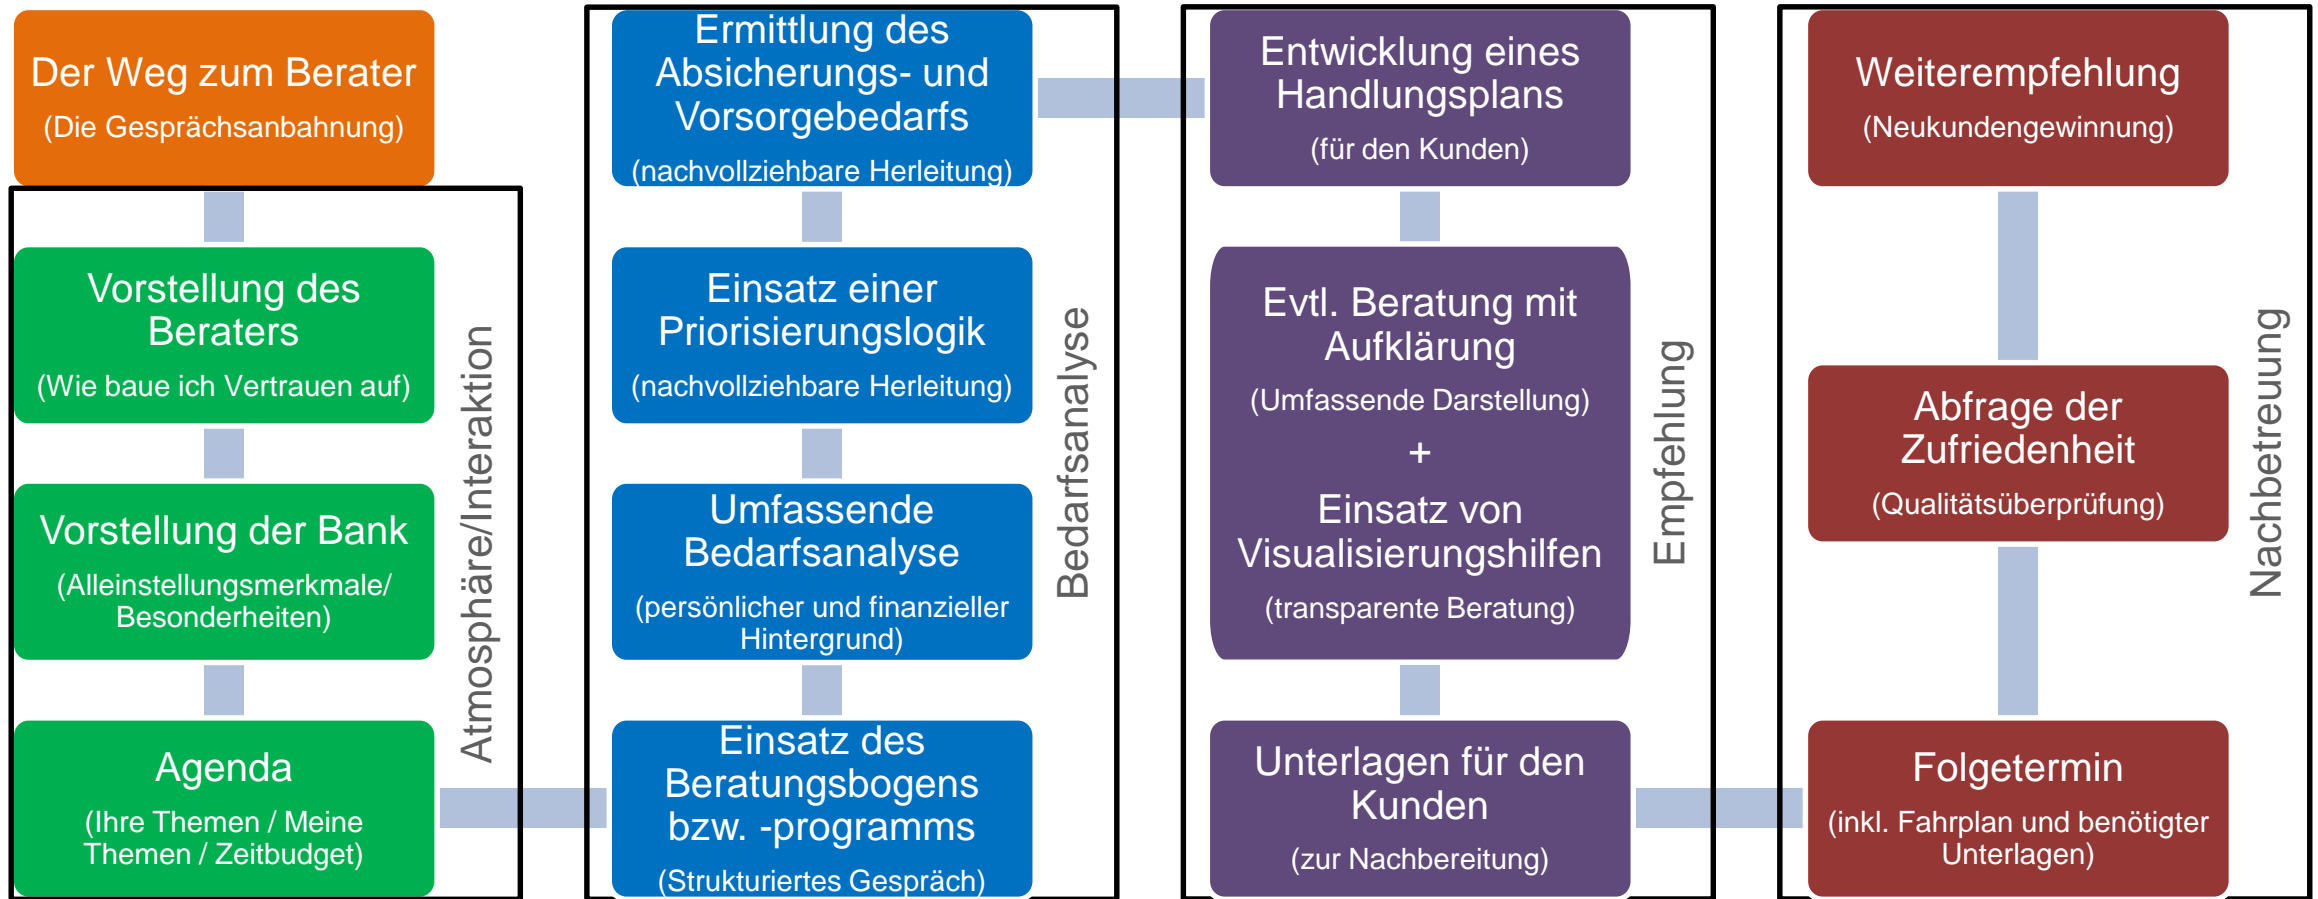 Der Weg zum Berater
(Die Gesprächsanbahnung)
Vorstellung des
Beraters
(Wie baue ich Vertrauen auf)
Vorstellung der Bank
(Alleinstellungsmerkmale/
Besonderheiten)
Agenda
(Ihre Themen / Meine
Themen / Zeitbudget)
Atmosphäre/Interaktion
Ermittlung des
Absicherungs- und
Vorsorgebedarfs
(nachvollziehbare Herleitung)
Einsatz einer
Priorisierungslogik
(nachvollziehbare Herleitung)
Umfassende
Bedarfsanalyse
(persönlicher und finanzieller
Hintergrund)
Einsatz des
Beratungsbogens
bzw. -programms
(Strukturiertes Gespräch)
Bedarfsanalyse
Entwicklung eines
Handlungsplans
(für den Kunden)
Evtl. Beratung mit
Aufklärung
(Umfassende Darstellung)
+
Einsatz von
Visualisierungshilfen
(transparente Beratung)
Unterlagen für den
Kunden
(zur Nachbereitung)
Empfehlung
Weiterempfehlung
(Neukundengewinnung)
Abfrage der
Zufriedenheit
(Qualitätsüberprüfung)
Folgetermin
(inkl. Fahrplan und benötigter
Unterlagen)
Nachbetreuung